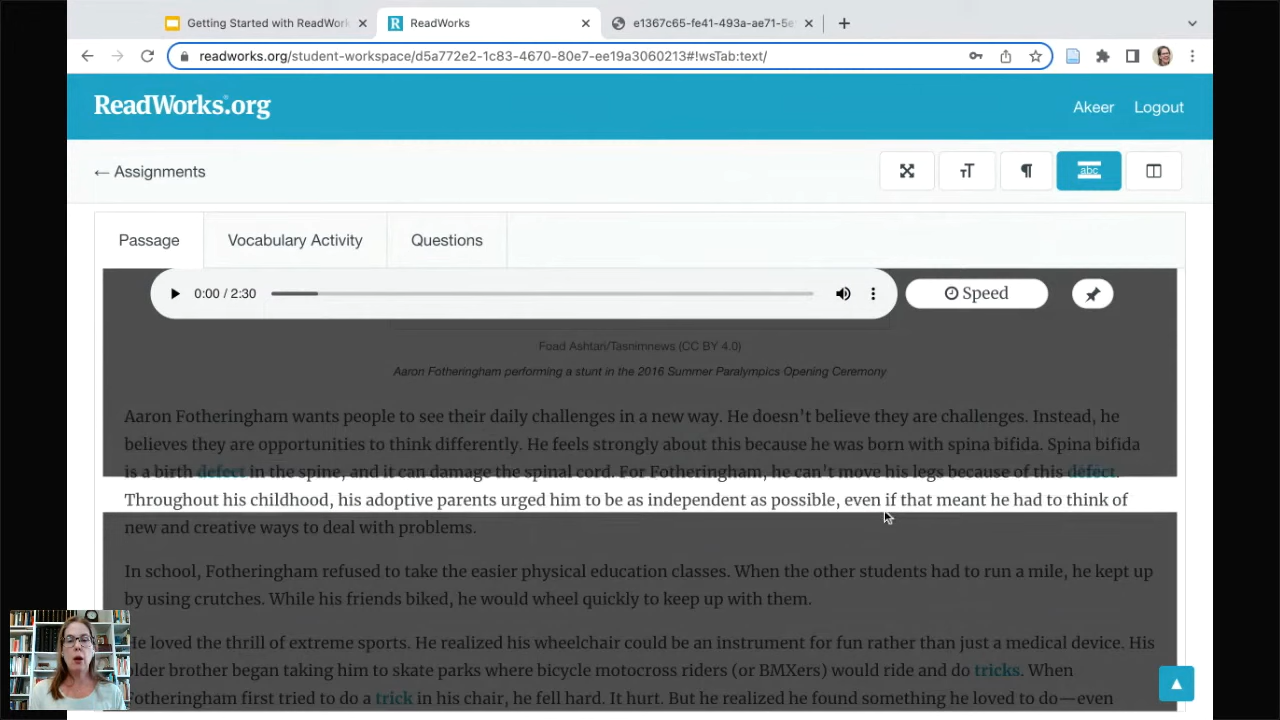 Getting Started with ReadWork
ReadWorks
e1367c65-fe41-493a-ae71-5e
readworks.org/student-workspace/d5a772e2-1c83-4670-80e7-ee19a3060213#!wsTab:text/
ReadWorks.org
Akeer
Logout
← Assignments
abc
Passage
Vocabulary Activity
Questions
0:00 / 2:30
Speed
Foad Ashtari/Tasnimnews (CC BY 4.0)
Aaron Fotheringham performing a stunt in the 2016 Summer Paralympics Opening Ceremony
Aaron Fotheringham wants people to see their daily challenges in a new way. He doesn't believe they are challenges. Instead, he
believes they are opportunities to think differently. He feels strongly about this because he was born with spina bifida. Spina bifida
is a birth defect in the spine, and it can damage the spinal cord. For Fotheringham, he can't move his legs because of this defect.
Throughout his childhood, his adoptive parents urged him to be as independent as possible, even if that meant he had to think of
new and creative ways to deal with problems.
In school, Fotheringham refused to take the easier physical education classes. When the other students had to run a mile, he kept up
by using crutches. While his friends biked, he would wheel quickly to keep up with them.
He loved the thrill of extreme sports. He realized his wheelchair could be an instrument for fun rather than just a medical device. His
older brother began taking him to skate parks where bicycle motocross riders (or BMXers) would ride and do tricks. When
Fotheringham first tried to do a trick in his chair, he fell hard. It hurt. But he realized he found something he loved to do—even